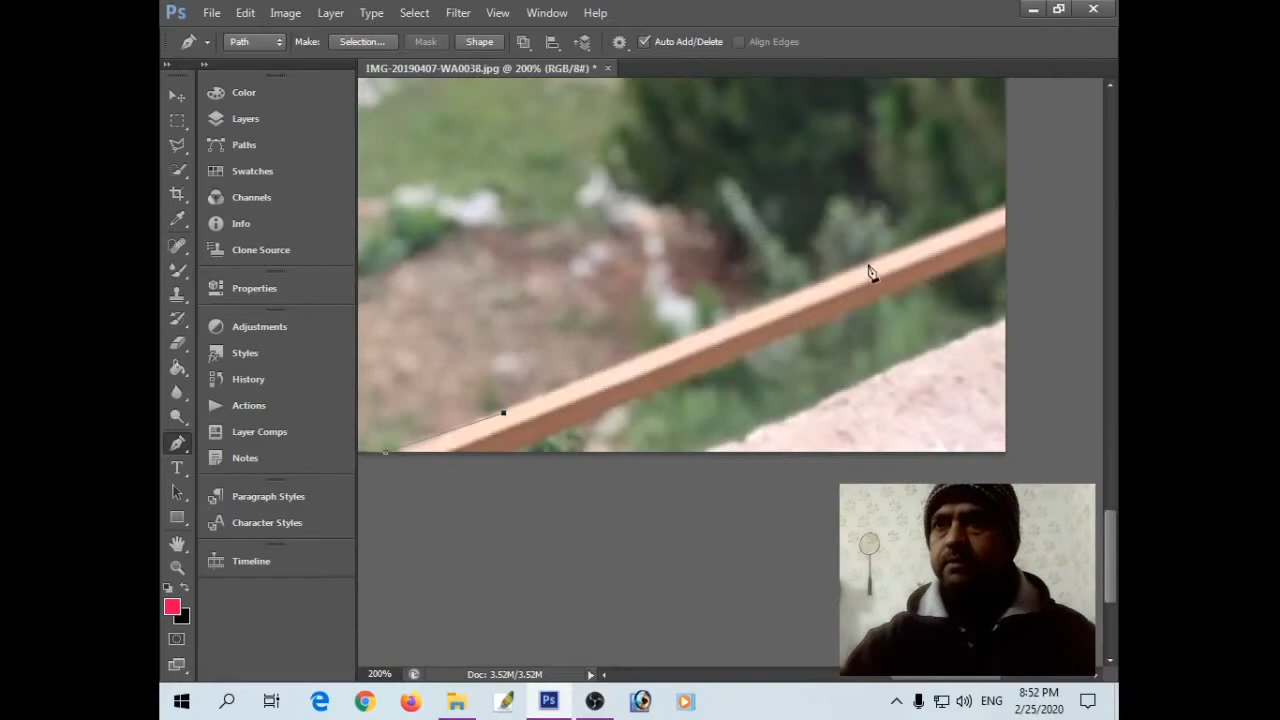 Ps File Edit Image Layer Type Select Filter View Window Help
Path Make: Selection... Mask Shape Auto Add/Delete Align Edges
IMG-20190407-WA0038.jpg @ 200% (RGB/8#) * ×
Color
Layers
Paths
Swatches
Channels
Info
Clone Source
Properties
Adjustments
Styles
History
Actions
Layer Comps
Notes
Paragraph Styles
Character Styles
Timeline
200% Doc: 3.52M/3.52M
Ps ENG 8:52 PM
2/25/2020